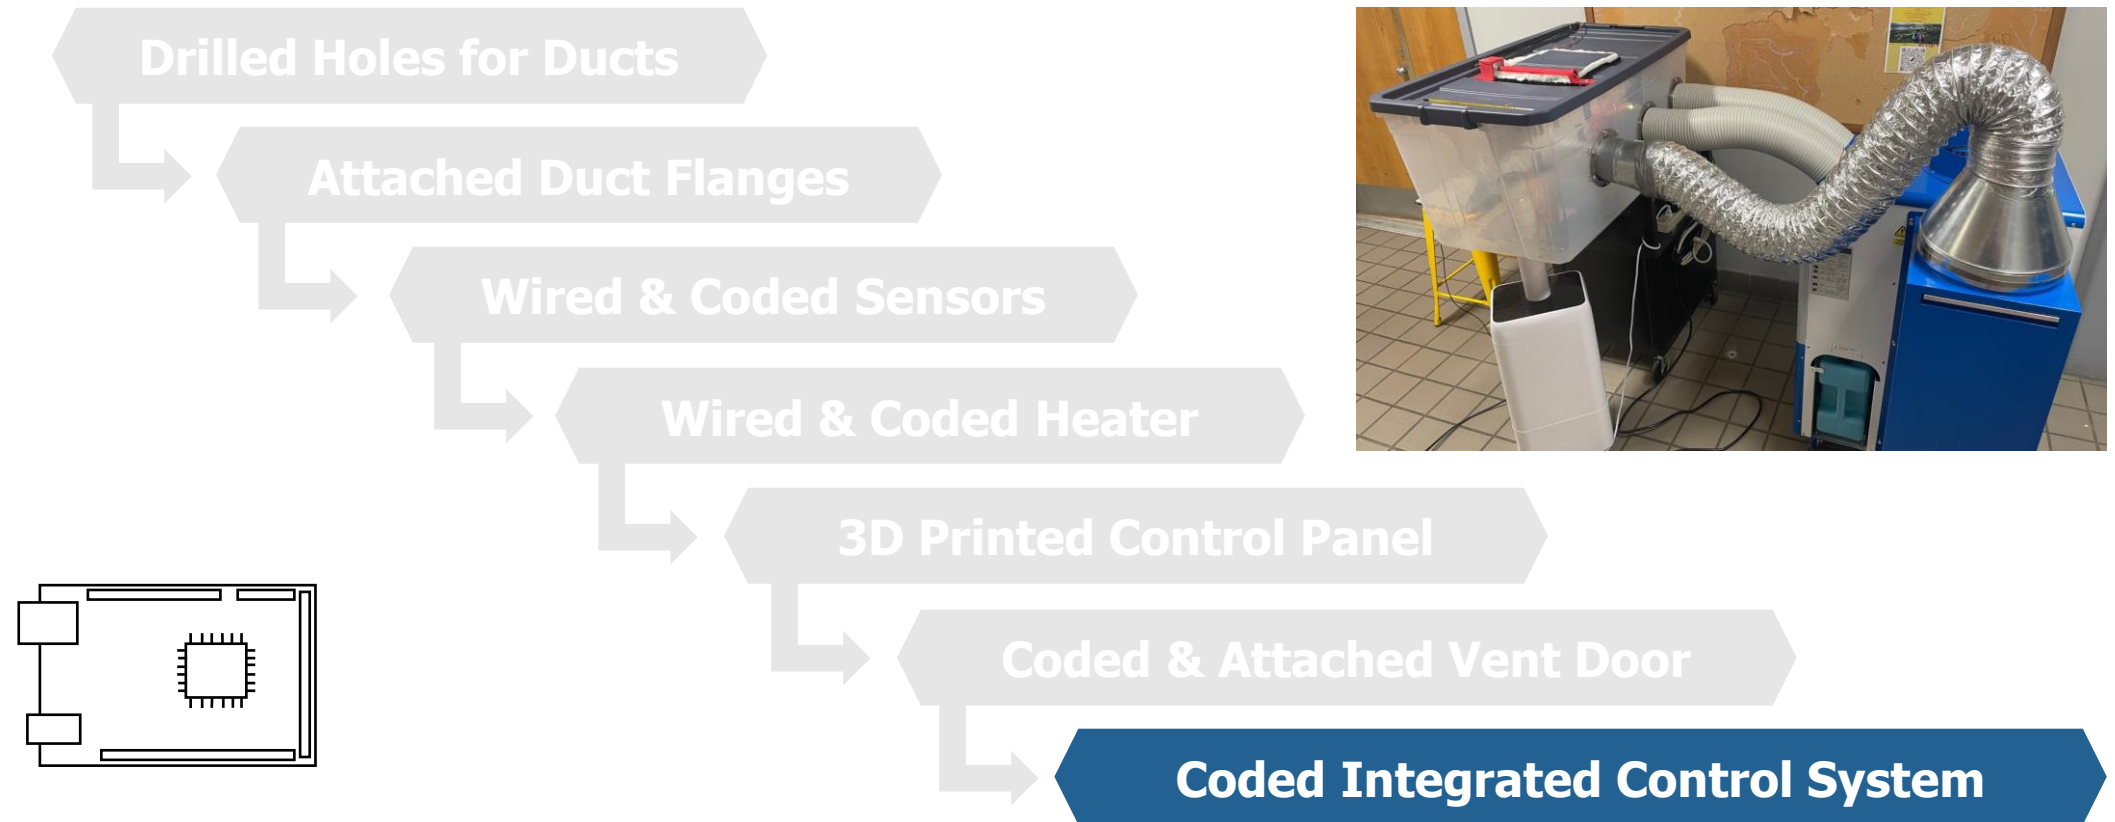 Drilled Holes for Ducts
Attached Duct Flanges
Wired & Coded Sensors
Wired & Coded Heater
3D Printed Control Panel
Coded & Attached Vent Door
Coded Integrated Control System